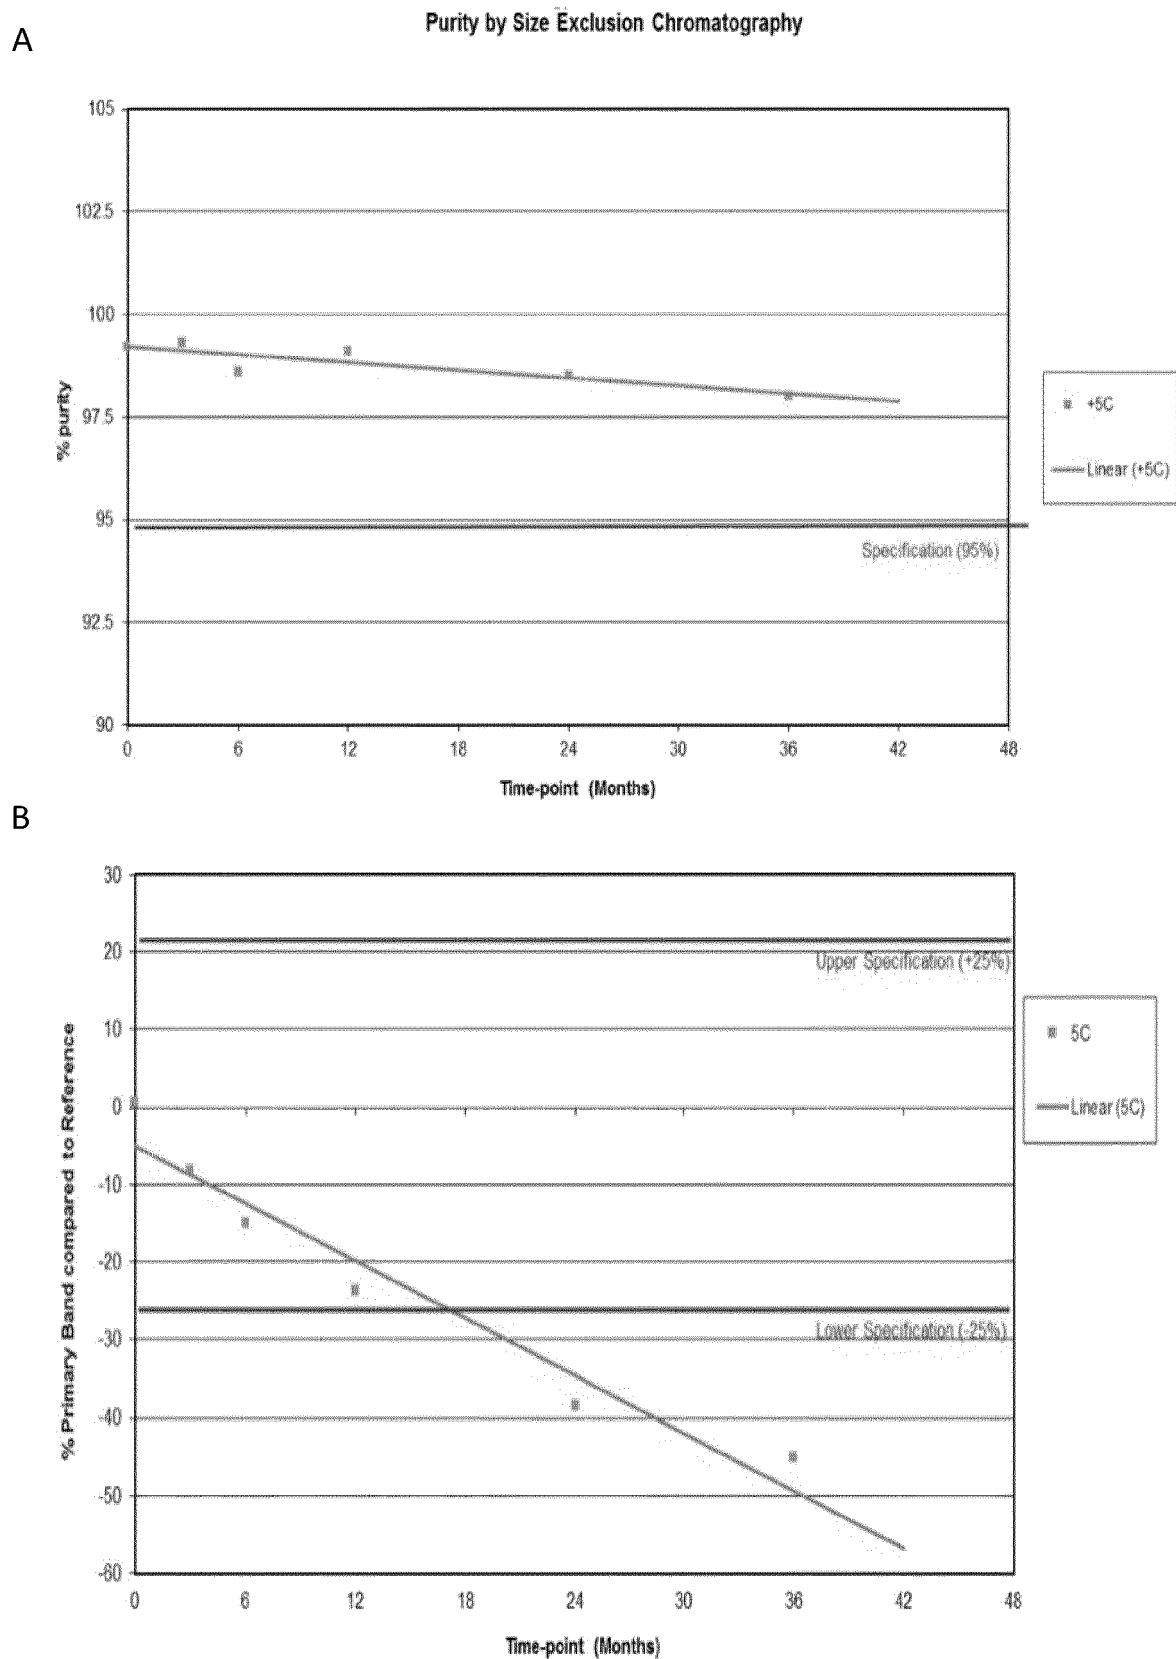 Purity by Size Exclusion Chromatography
A
105
102.5
100
97.5
95
92.5
90
% purity
+5C
Linear (+5C)
Specification (95%)
0 6 12 18 24 30 36 42 48
Time-point (Months)
B
30
20
10
0
-10
-20
-30
-40
-50
-60
% Primary Band compared to Reference
Upper Specification (+25%)
5C
Linear (5C)
Lower Specification (-25%)
0 6 12 18 24 30 36 42 48
Time-point (Months)